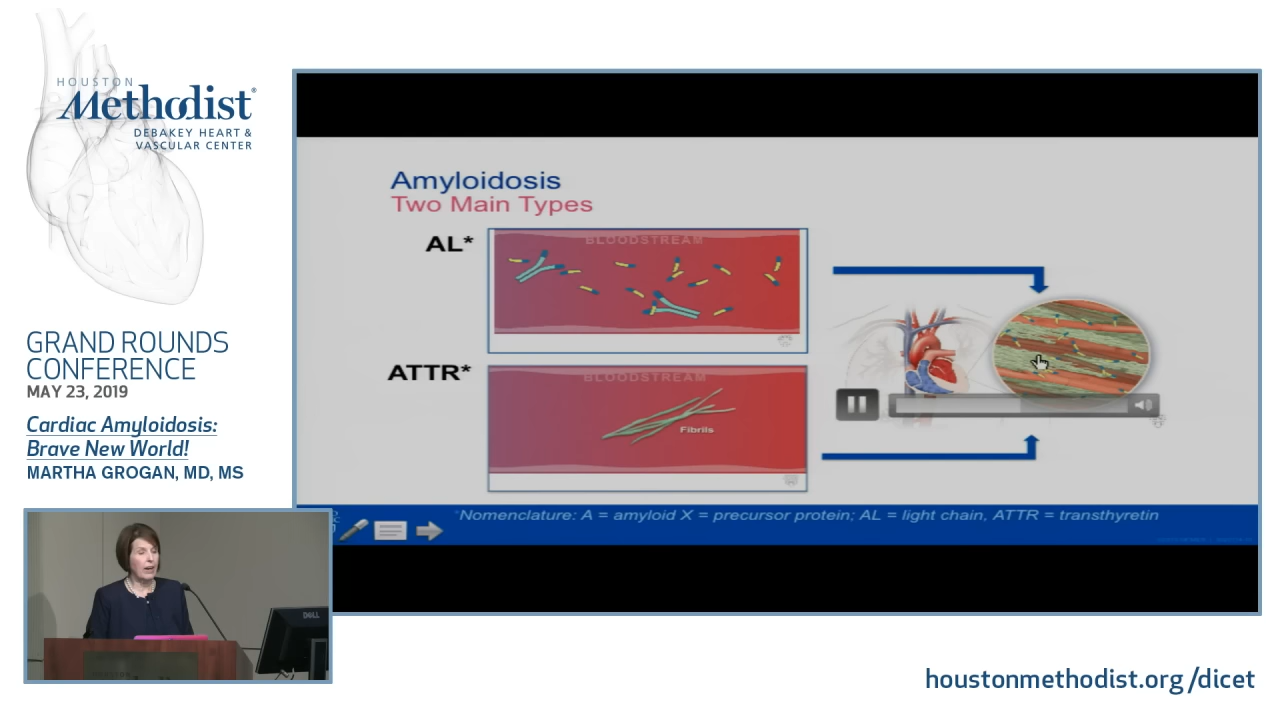 HOUSTON
Methodist®
DEBAKEY HEART &
VASCULAR CENTER
GRAND ROUNDS
CONFERENCE
MAY 23, 2019
Cardiac Amyloidosis:
Brave New World!
MARTHA GROGAN, MD, MS
Amyloidosis
Two Main Types
AL*
BLOODSTREAM
ATTR*
BLOODSTREAM
Fibrils
*Nomenclature: A = amyloid X = precursor protein; AL = light chain, ATTR = transthyretin
DELL
houstonmethodist.org/dicet